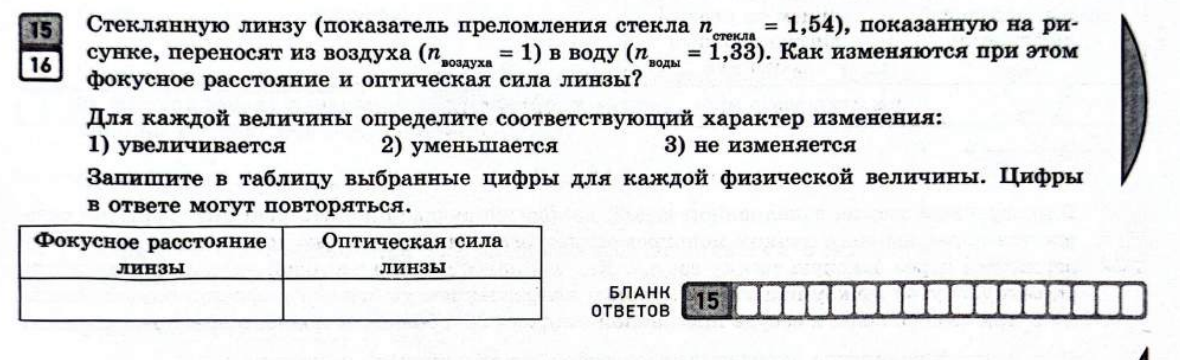 15
16
Стеклянную линзу (показатель преломления стекла n стекла = 1,54), показанную на ри-
сунке, переносят из воздуха (n воздуха = 1) в воду (n воды = 1,33). Как изменяются при этом
фокусное расстояние и оптическая сила линзы?
Для каждой величины определите соответствующий характер изменения:
1) увеличивается 2) уменьшается 3) не изменяется
Запишите в таблицу выбранные цифры для каждой физической величины. Цифры
в ответе могут повторяться.
Фокусное расстояние линзы
Оптическая сила линзы
БЛАНК
ОТВЕТОВ 15